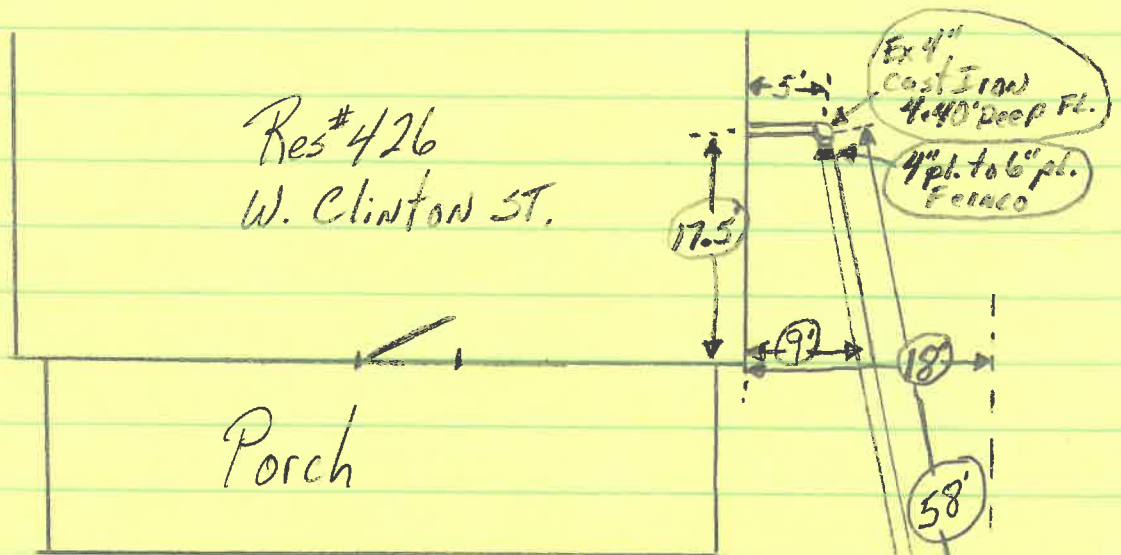 Res #426
W. Clinton ST.
Porch
5'
Ex 4"
Cast Iron
4.40' Deep FL.
4" pl. to 6" pl.
Fernco
17.5'
9'
18'
58'